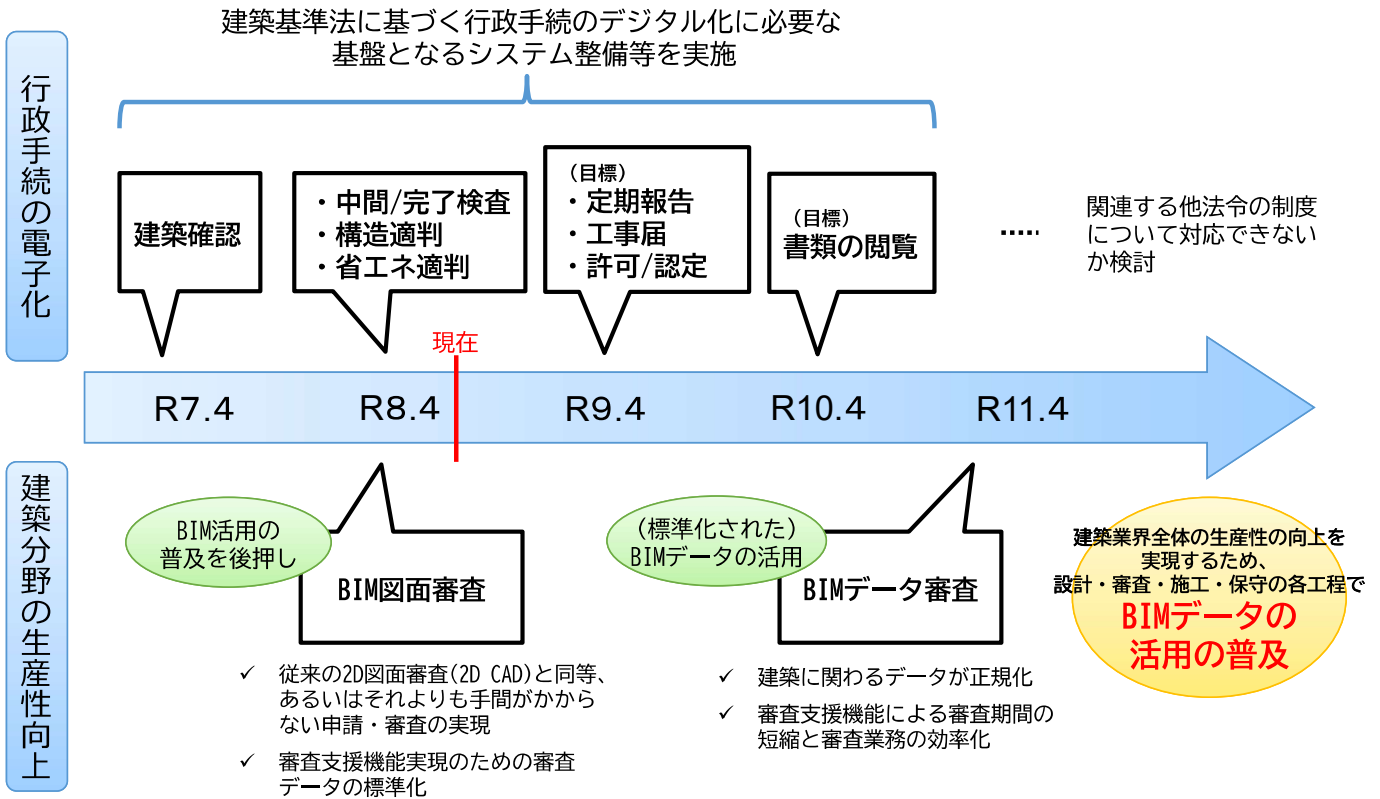 建築基準法に基づく行政手続のデジタル化に必要な
基盤となるシステム整備等を実施
行政手続の電子化
建築確認
・中間/完了検査
・構造適判
・省エネ適判
（目標）
・定期報告
・工事届
・許可/認定
（目標）
書類の閲覧
·····
関連する他法令の制度
について対応できない
か検討
現在
R7.4
R8.4
R9.4
R10.4
R11.4
建築分野の生産性向上
BIM活用の
普及を後押し
BIM図面審査
✓ 従来の2D図面審査(2D CAD)と同等、
あるいはそれよりも手間がかから
ない申請・審査の実現
✓ 審査支援機能実現のための審査
データの標準化
（標準化された）
BIMデータの活用
BIMデータ審査
✓ 建築に関わるデータが正規化
✓ 審査支援機能による審査期間の
短縮と審査業務の効率化
建築業界全体の生産性の向上を
実現するため、
設計・審査・施工・保守の各工程で
BIMデータの
活用の普及